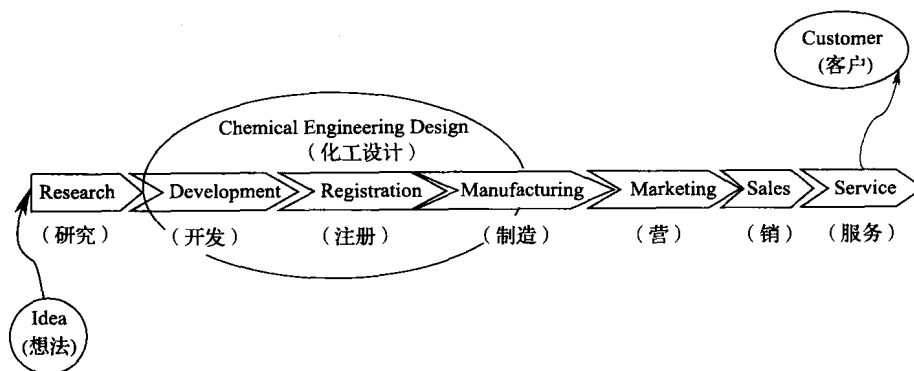 Customer
(客户)
Chemical Engineering Design
(化工设计)
Research
Development
Registration
Manufacturing
Marketing
Sales
Service
(研究)
(开发)
(注册)
(制造)
(营)
(销)
(服务)
Idea
(想法)